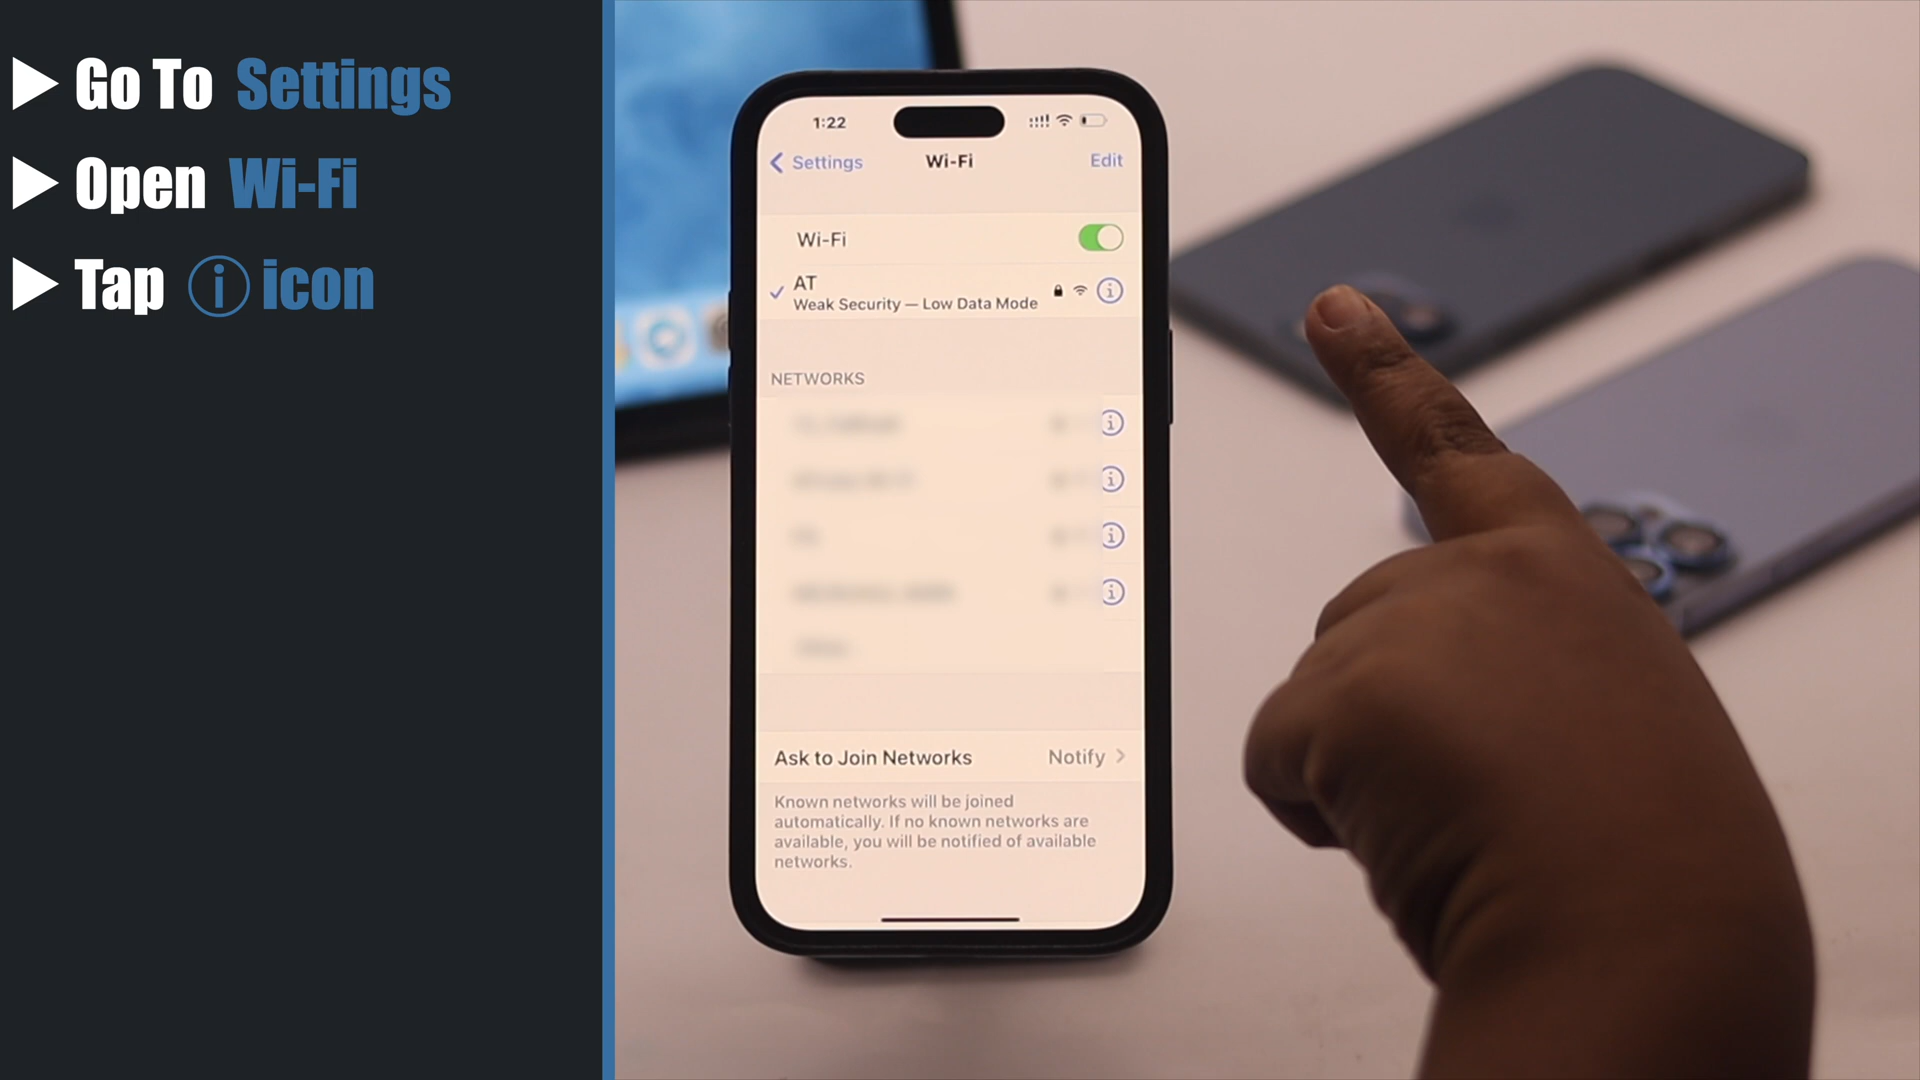 Go To Settings
Open Wi-Fi
Tap i icon
1:22
Settings Wi-Fi Edit
Wi-Fi
AT
Weak Security — Low Data Mode
NETWORKS
Ask to Join Networks Notify
Known networks will be joined
automatically. If no known networks are
available, you will be notified of available
networks.